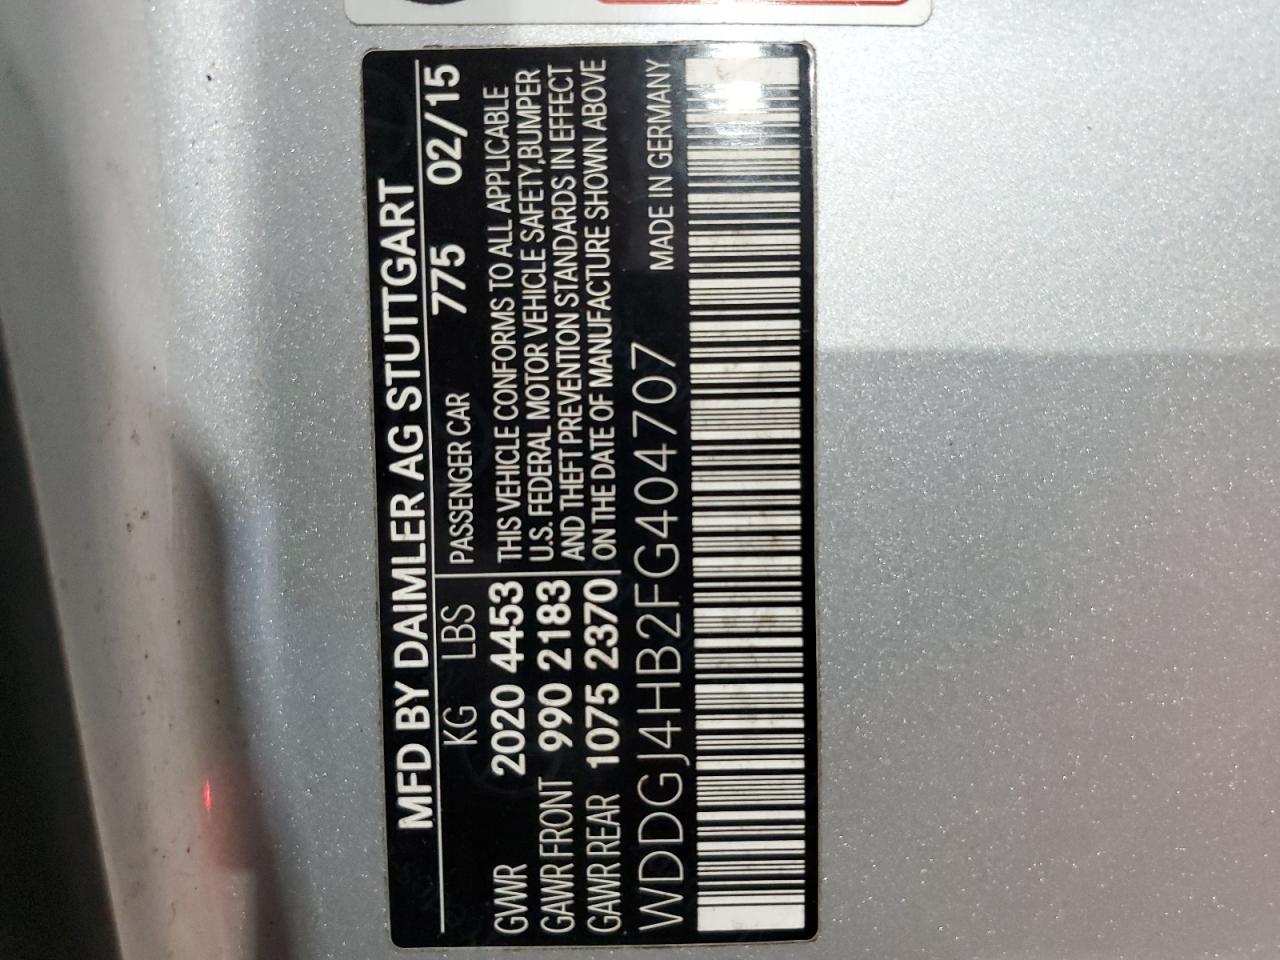 MFD BY DAIMLER AG STUTTGART
KG LBS PASSENGER CAR 775 02/15
GVWR 2020 4453 THIS VEHICLE CONFORMS TO ALL APPLICABLE
GAWR FRONT 990 2183 U.S. FEDERAL MOTOR VEHICLE SAFETY,BUMPER
AND THEFT PREVENTION STANDARDS IN EFFECT
GAWR REAR 1075 2370 ON THE DATE OF MANUFACTURE SHOWN ABOVE
WDDGJ4HB2FG404707 MADE IN GERMANY